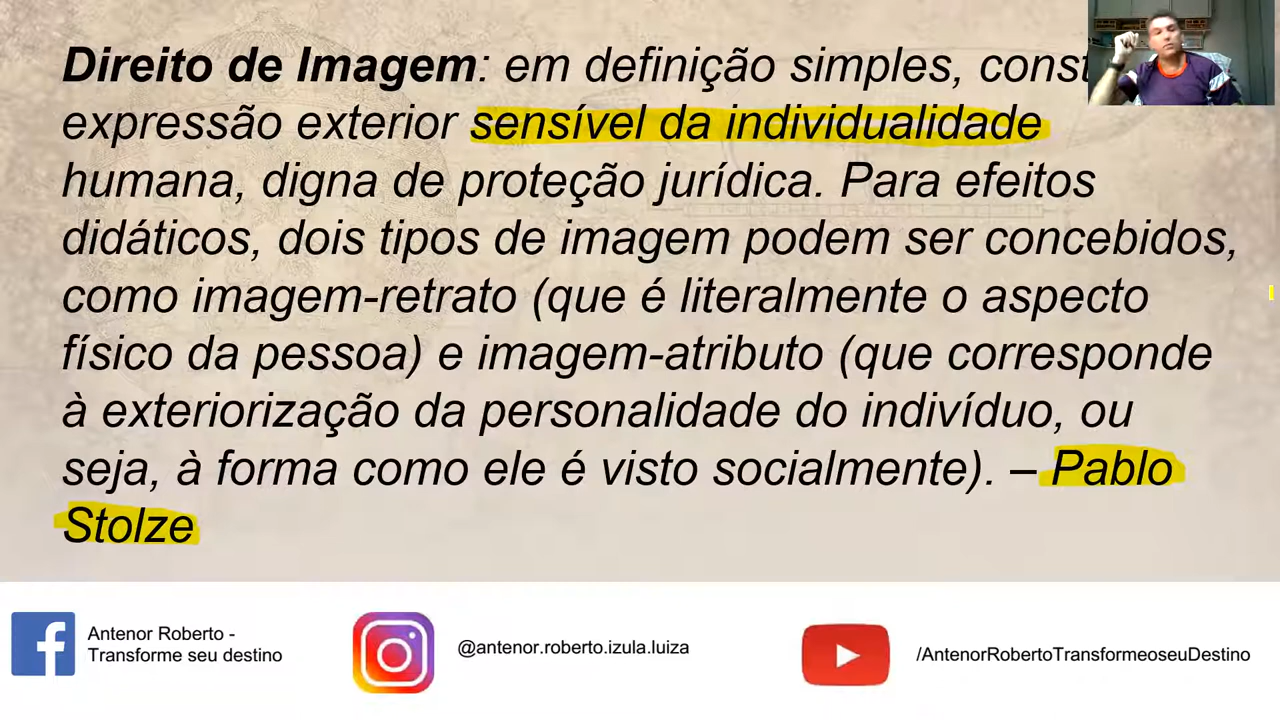 Direito de Imagem: em definição simples,
expressão exterior sensível da individualidade
humana, digna de proteção jurídica. Para efeitos
didáticos, dois tipos de imagem podem ser concebidos,
como imagem-retrato (que é literalmente o aspecto
físico da pessoa) e imagem-atributo (que corresponde
à exteriorização da personalidade do indivíduo, ou
seja, à forma como ele é visto socialmente). – Pablo
Stolze
Antenor Roberto -
Transforme seu destino
@antenor.roberto.izula.luiza
/AntenorRobertoTransformeoseuDestino